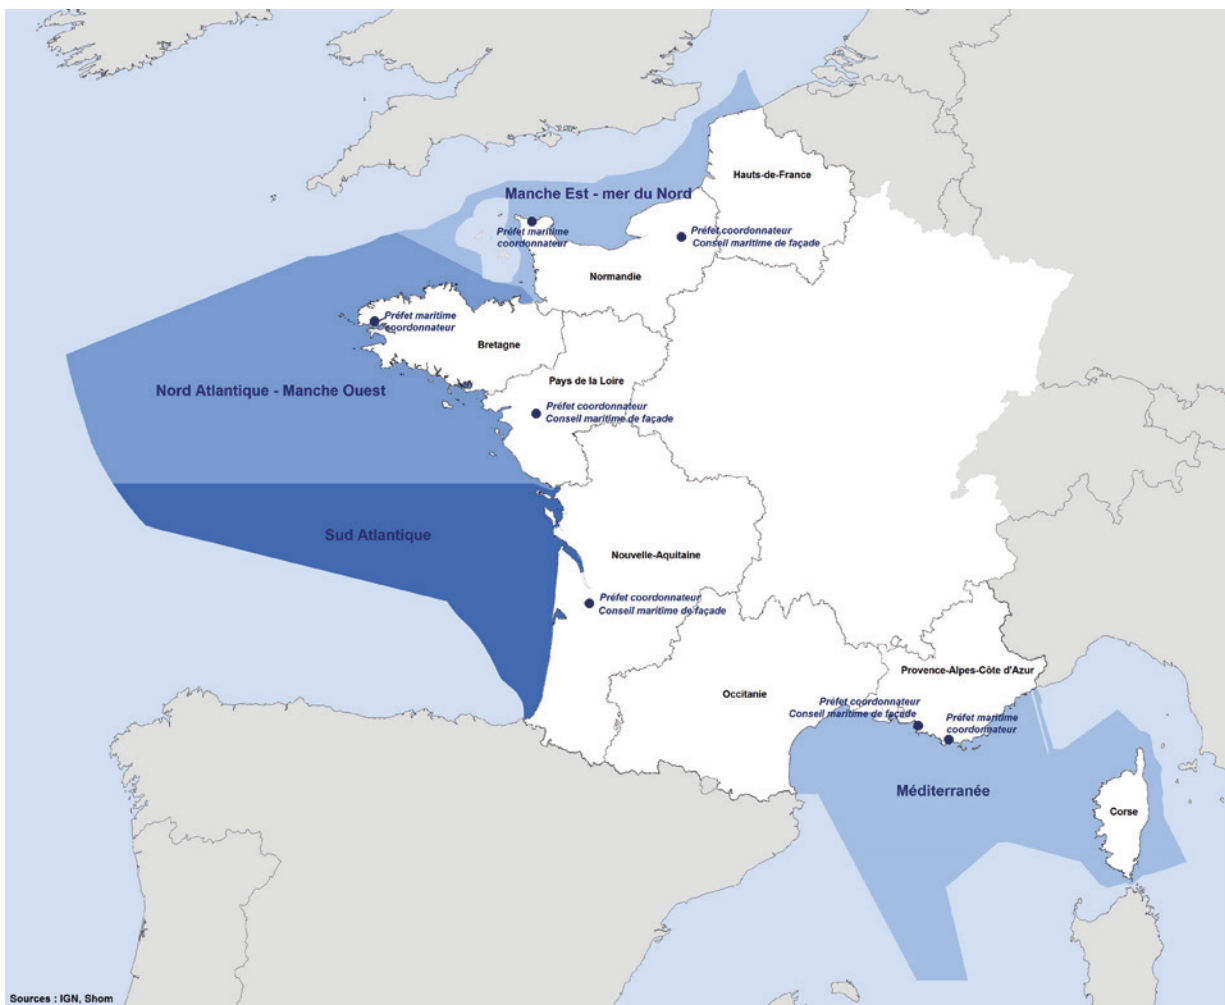 Hauts-de-France
Manche Est - mer du Nord
Préfet maritime
coordonnateur
Préfet coordonnateur
Conseil maritime de façade
Normandie
Préfet maritime
coordonnateur
Bretagne
Pays de la Loire
Nord Atlantique - Manche Ouest
Préfet coordonnateur
Conseil maritime de façade
Sud Atlantique
Nouvelle-Aquitaine
Préfet coordonnateur
Conseil maritime de façade
Provence-Alpes-Côte d'Azur
Occitanie
Préfet coordonnateur
Conseil maritime de façade
Préfet maritime
coordonnateur
Méditerranée
Corse
Sources : IGN, Shom